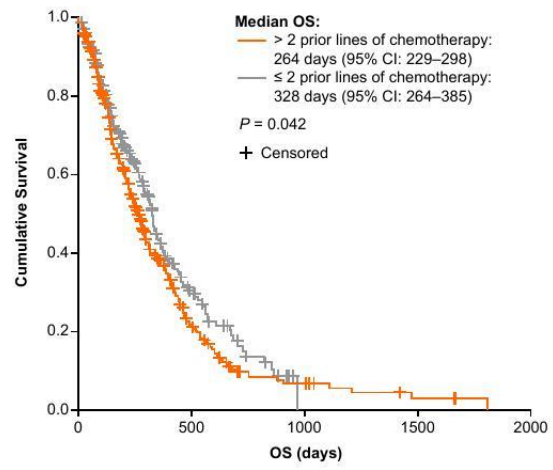 Median OS:
> 2 prior lines of chemotherapy:
264 days (95% CI: 229–298)
≤ 2 prior lines of chemotherapy:
328 days (95% CI: 264–385)
P = 0.042
+ Censored
Cumulative Survival
1.0
0.8
0.6
0.4
0.2
0.0
0
500
1000
1500
2000
OS (days)